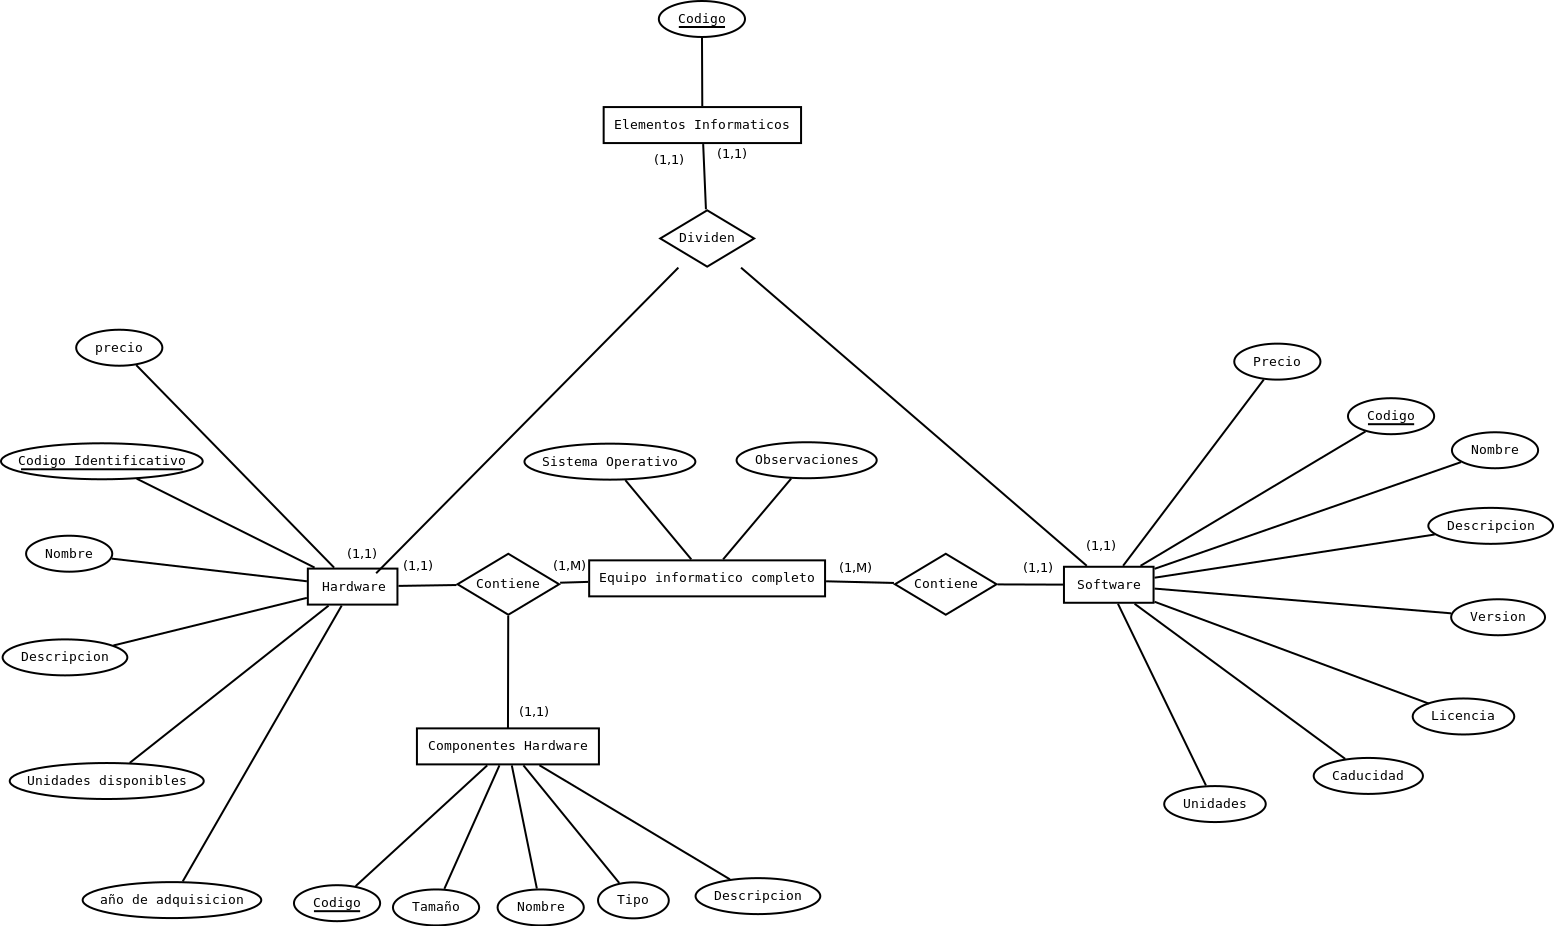 Codigo
Elementos Informaticos
(1,1)
(1,1)
Dividen
precio
Precio
Codigo
Nombre
Codigo Identificativo
Sistema Operativo
Observaciones
Descripcion
Nombre
(1,1)
(1,1)
(1,M)
(1,M)
(1,1)
(1,1)
Hardware
Contiene
Equipo informatico completo
Contiene
Software
Version
Descripcion
(1,1)
Licencia
Componentes Hardware
Unidades disponibles
Caducidad
Unidades
año de adquisicion
Codigo
Tamaño
Nombre
Tipo
Descripcion